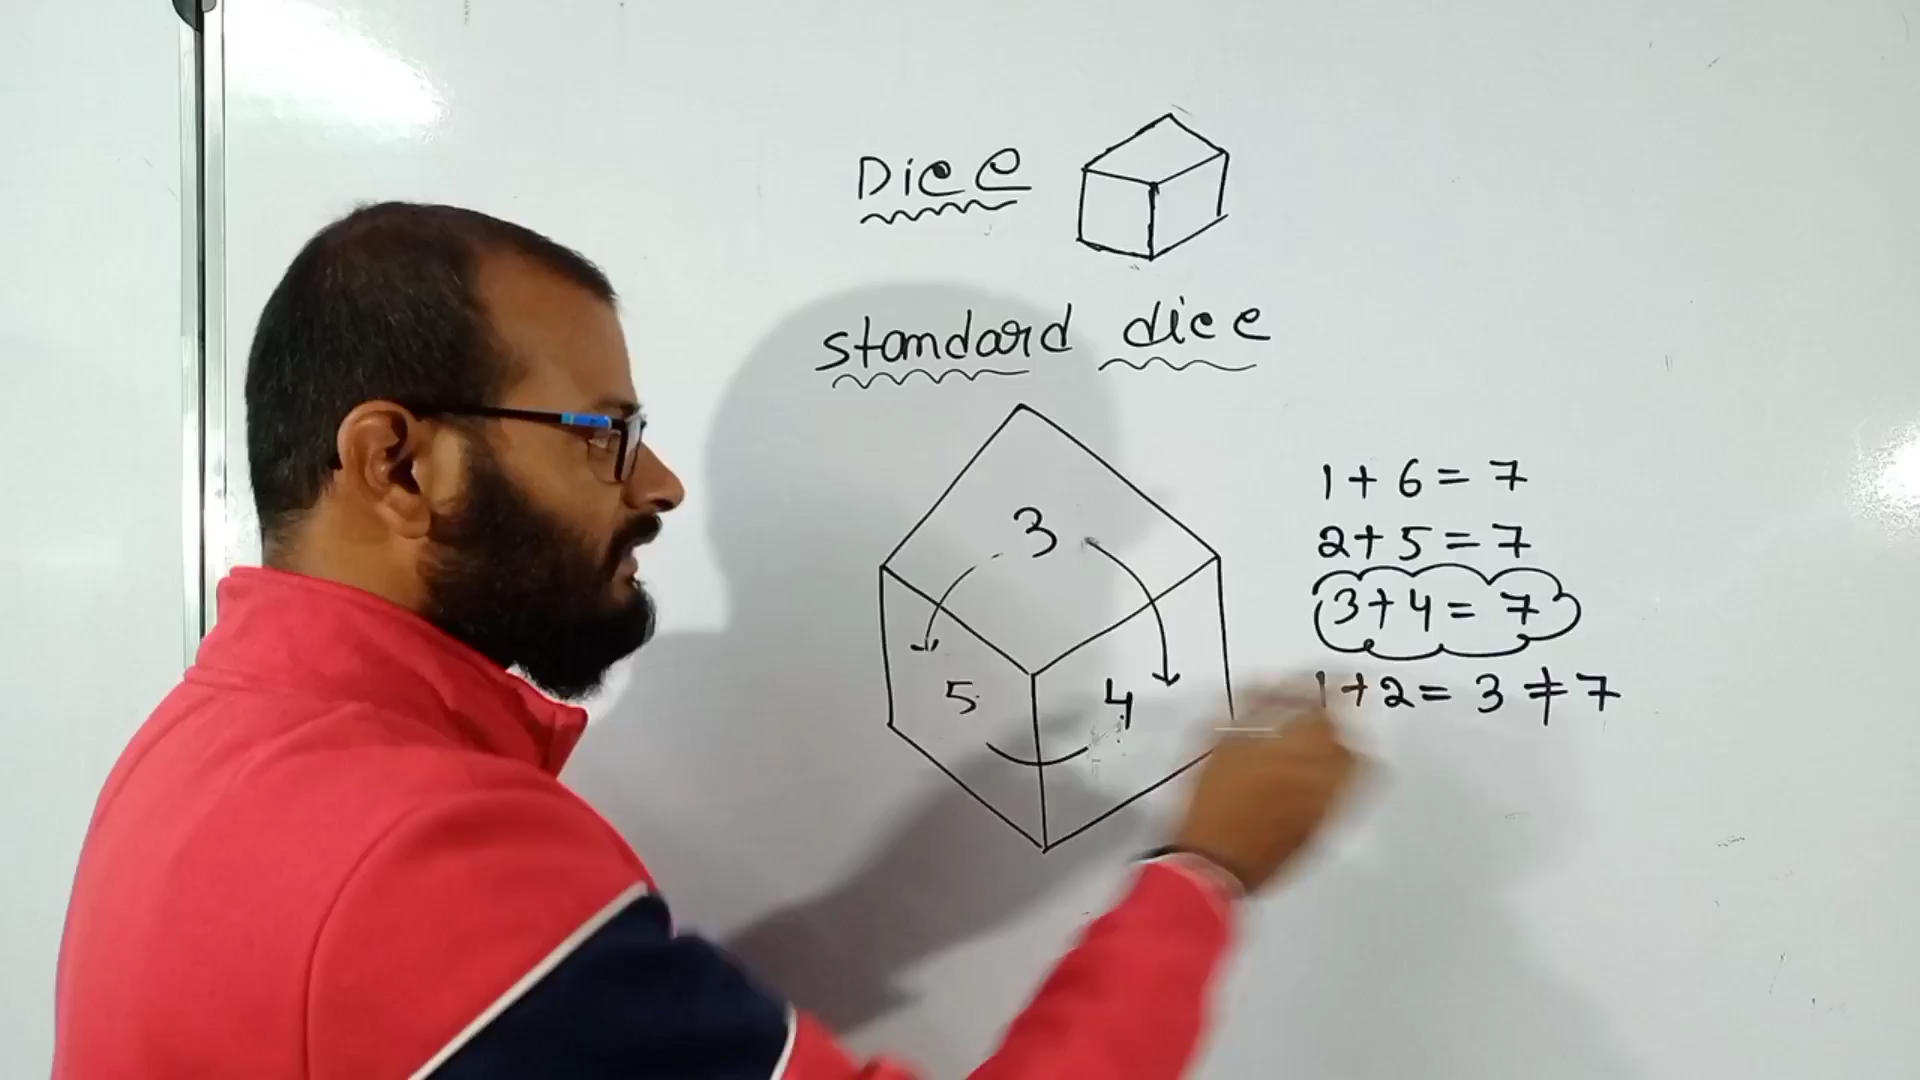 Dice
standard dice
3
5
4
1 + 6 = 7
2 + 5 = 7
3 + 4 = 7
1 + 2 = 3 ≠ 7